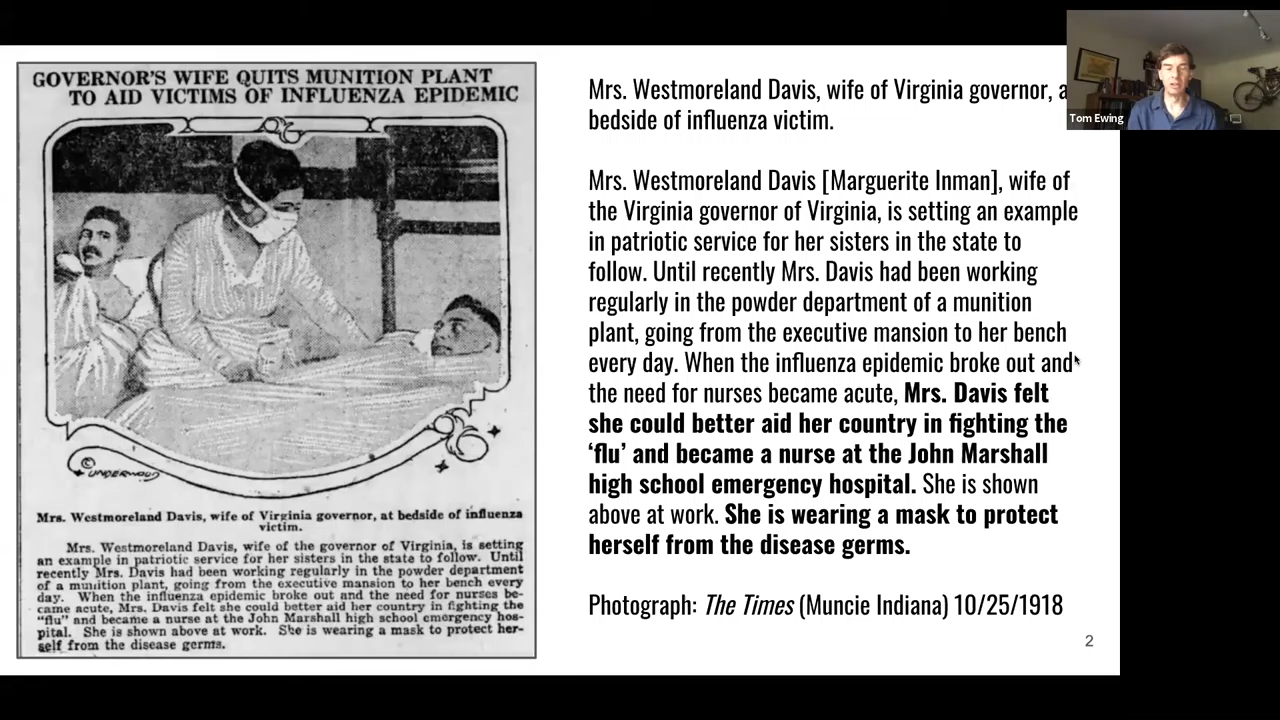 GOVERNOR'S WIFE QUITS MUNITION PLANT
TO AID VICTIMS OF INFLUENZA EPIDEMIC
© UNDERWOOD
Mrs. Westmoreland Davis, wife of Virginia governor, at bedside of influenza
victim.
Mrs. Westmoreland Davis, wife of the governor of Virginia, is setting
an example in patriotic service for her sisters in the state to follow. Until
recently Mrs. Davis had been working regularly in the powder department
of a munition plant, going from the executive mansion to her bench every
day. When the influenza epidemic broke out and the need for nurses be-
came acute, Mrs. Davis felt she could better aid her country in fighting the
"flu" and became a nurse at the John Marshall high school emergency hos-
pital. She is shown above at work. She is wearing a mask to protect her-
self from the disease germs.
Mrs. Westmoreland Davis, wife of Virginia governor, a
bedside of influenza victim.
Mrs. Westmoreland Davis [Marguerite Inman], wife of
the Virginia governor of Virginia, is setting an example
in patriotic service for her sisters in the state to
follow. Until recently Mrs. Davis had been working
regularly in the powder department of a munition
plant, going from the executive mansion to her bench
every day. When the influenza epidemic broke out and
the need for nurses became acute, Mrs. Davis felt
she could better aid her country in fighting the
‘flu’ and became a nurse at the John Marshall
high school emergency hospital. She is shown
above at work. She is wearing a mask to protect
herself from the disease germs.
Photograph: The Times (Muncie Indiana) 10/25/1918
2
Tom Ewing